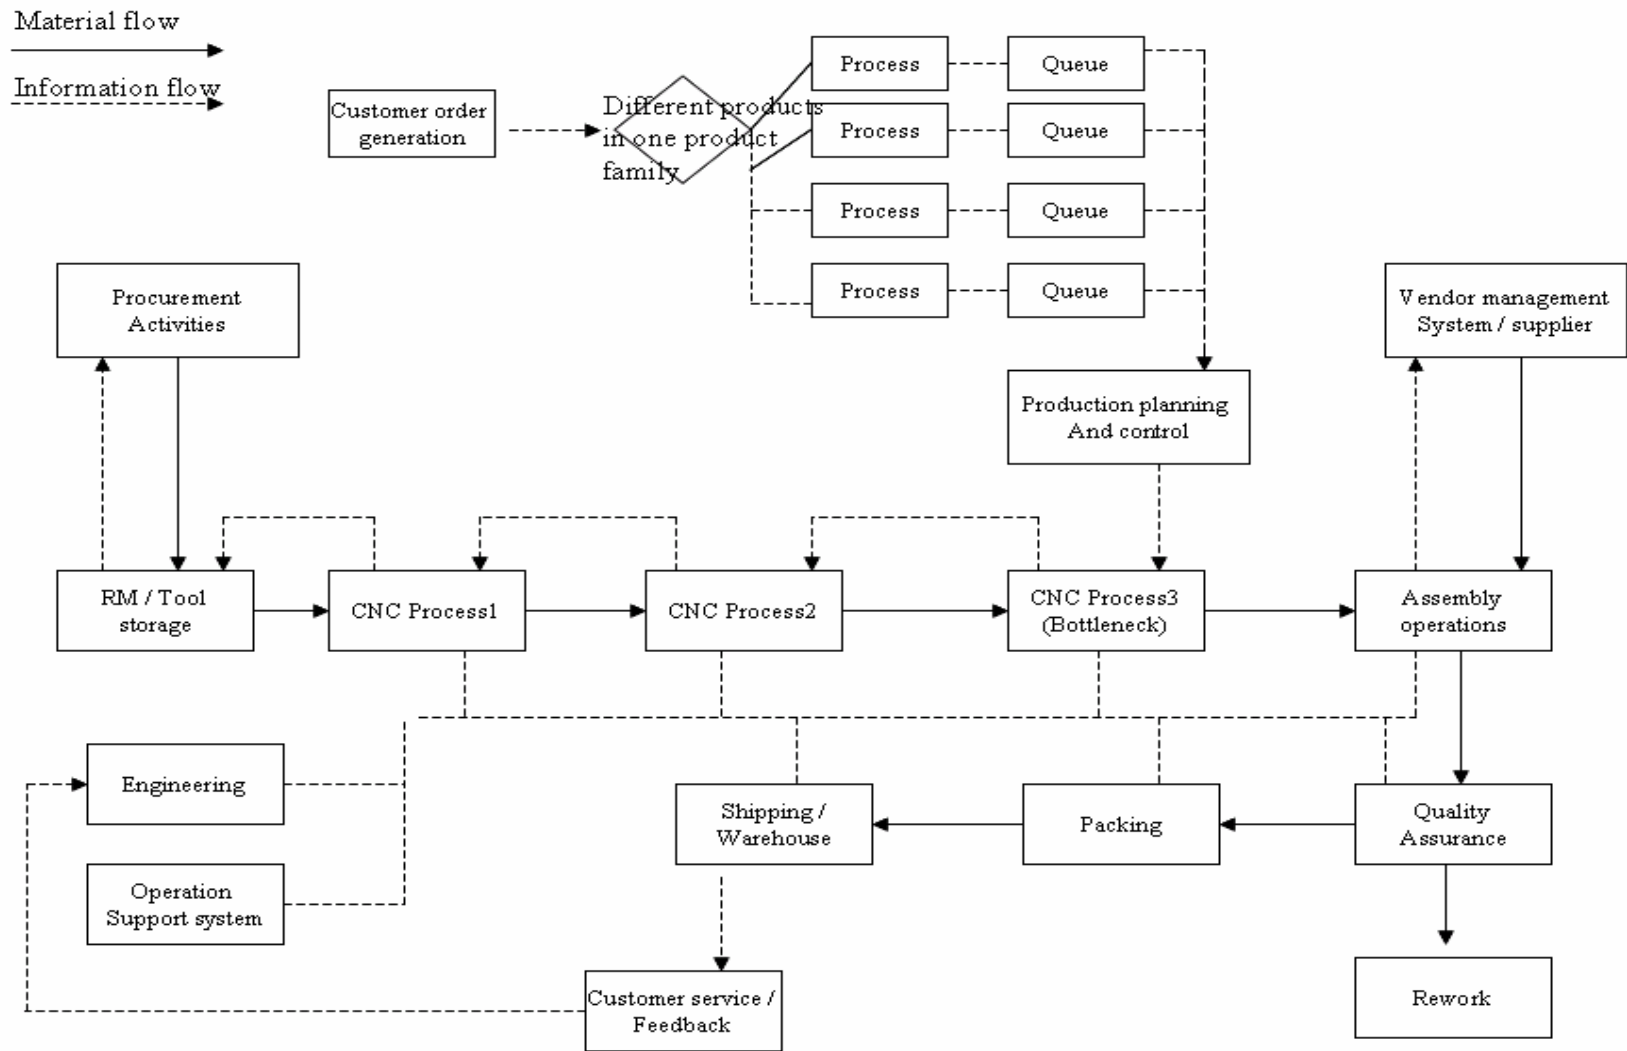 Material flow
Information flow
Customer order
generation
Different products
in one product
family
Process
Queue
Process
Queue
Process
Queue
Process
Queue
Procurement
Activities
Vendor management
System / supplier
Production planning
And control
RM / Tool
storage
CNC Process1
CNC Process2
CNC Process3
(Bottleneck)
Assembly
operations
Engineering
Shipping /
Warehouse
Packing
Quality
Assurance
Operation
Support system
Customer service /
Feedback
Rework